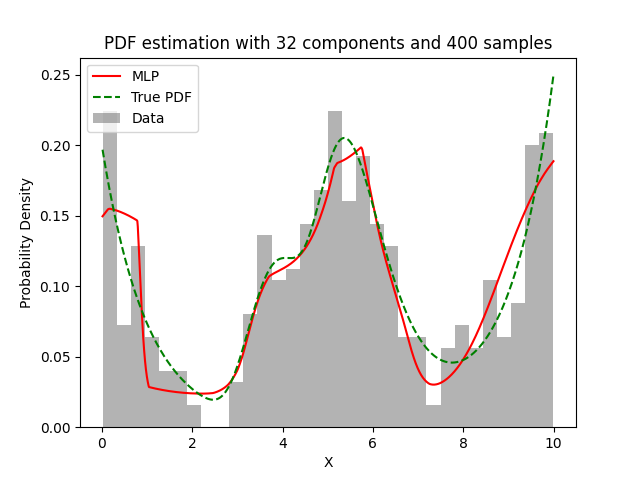 PDF estimation with 32 components and 400 samples
MLP
True PDF
Data
Probability Density
0.25
0.20
0.15
0.10
0.05
0.00
0 2 4 6 8 10
X